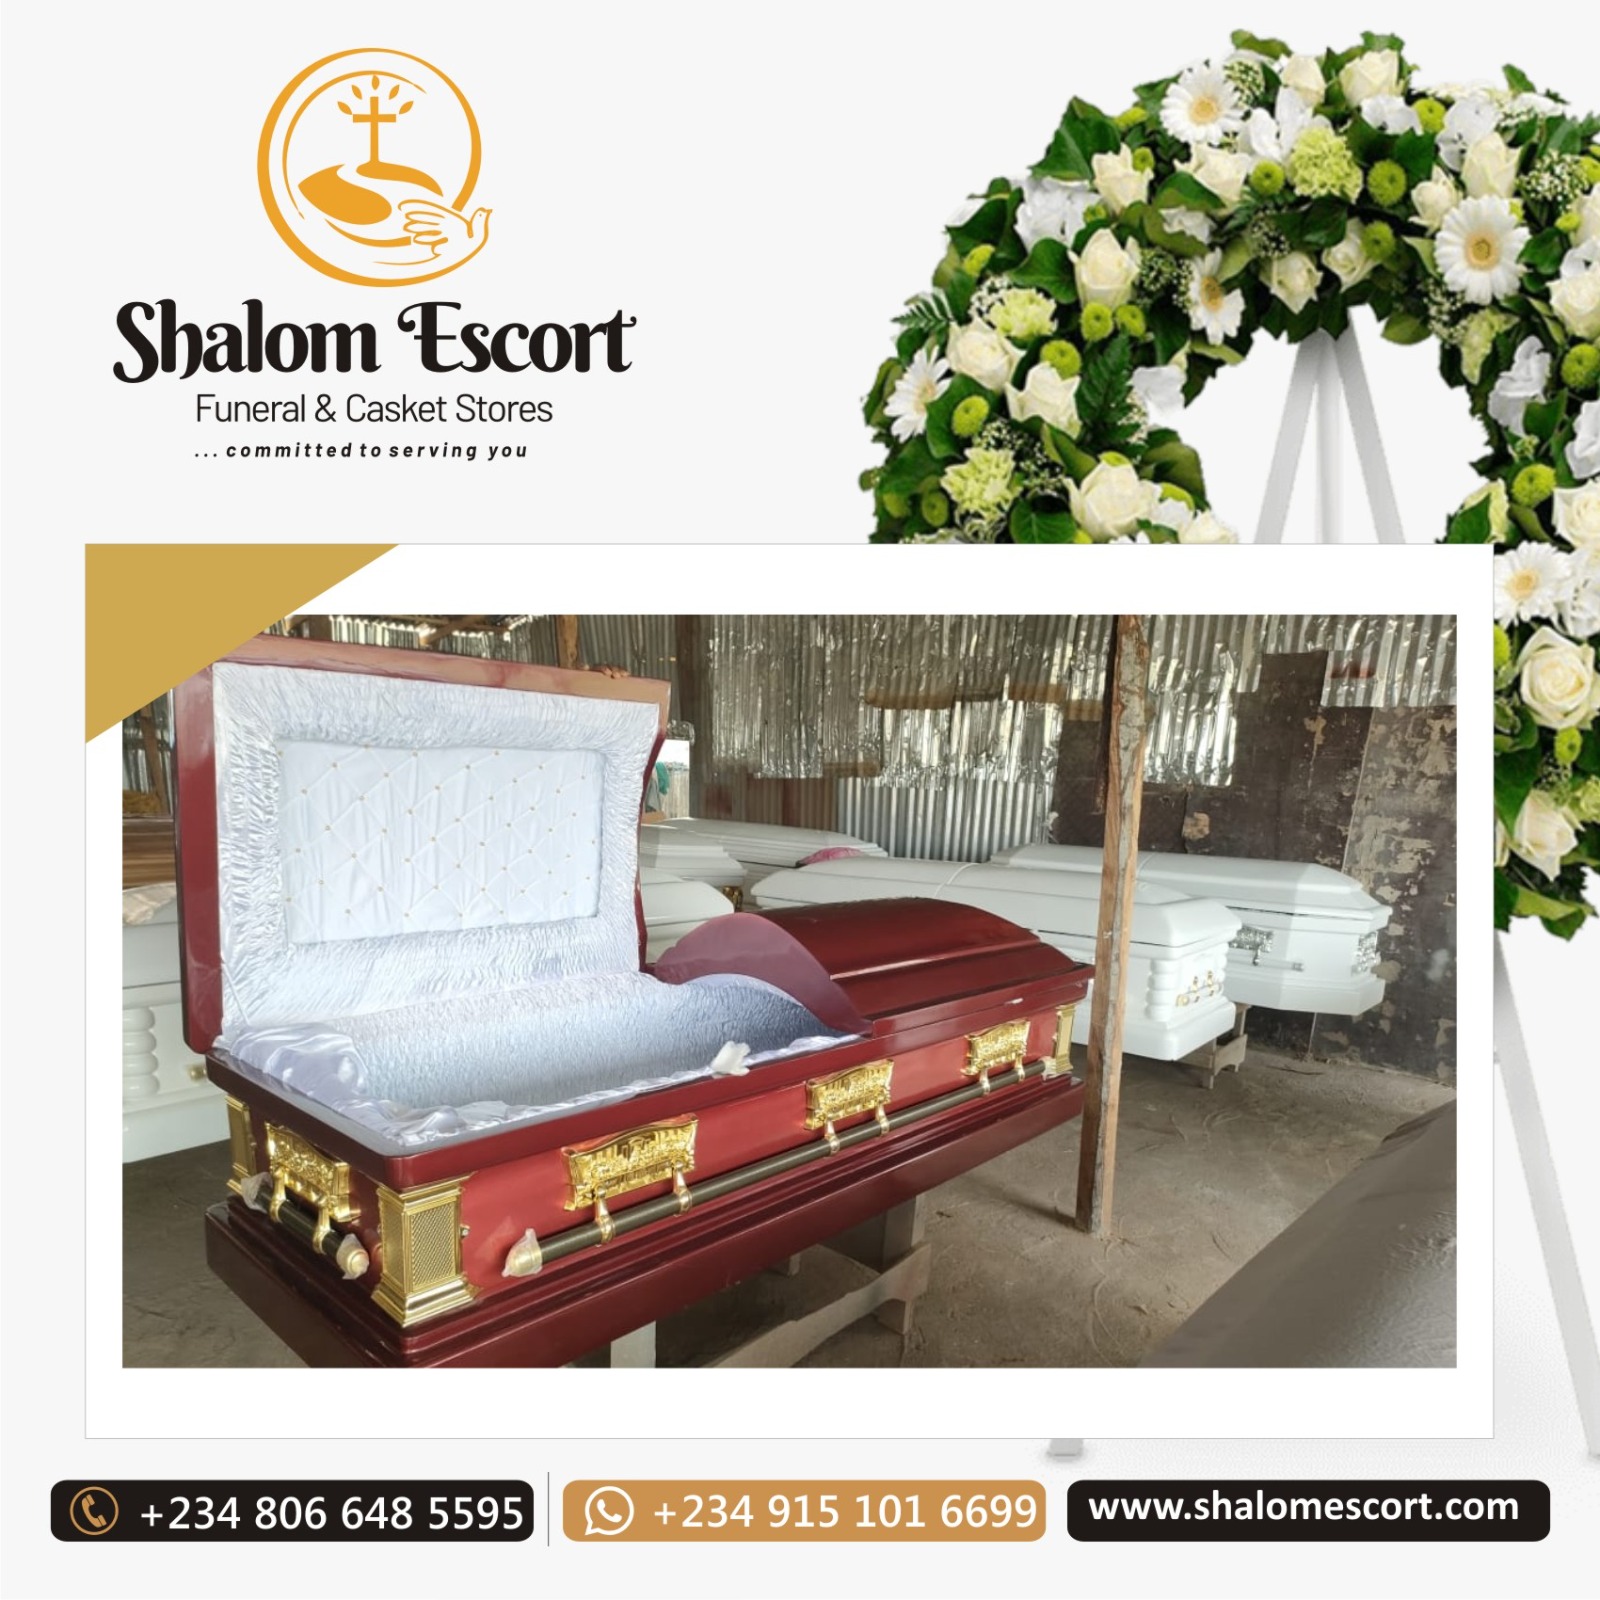 Shalom Escort
Funeral & Casket Stores
... committed to serving you
+234 806 648 5595
+234 915 101 6699
www.shalomescort.com